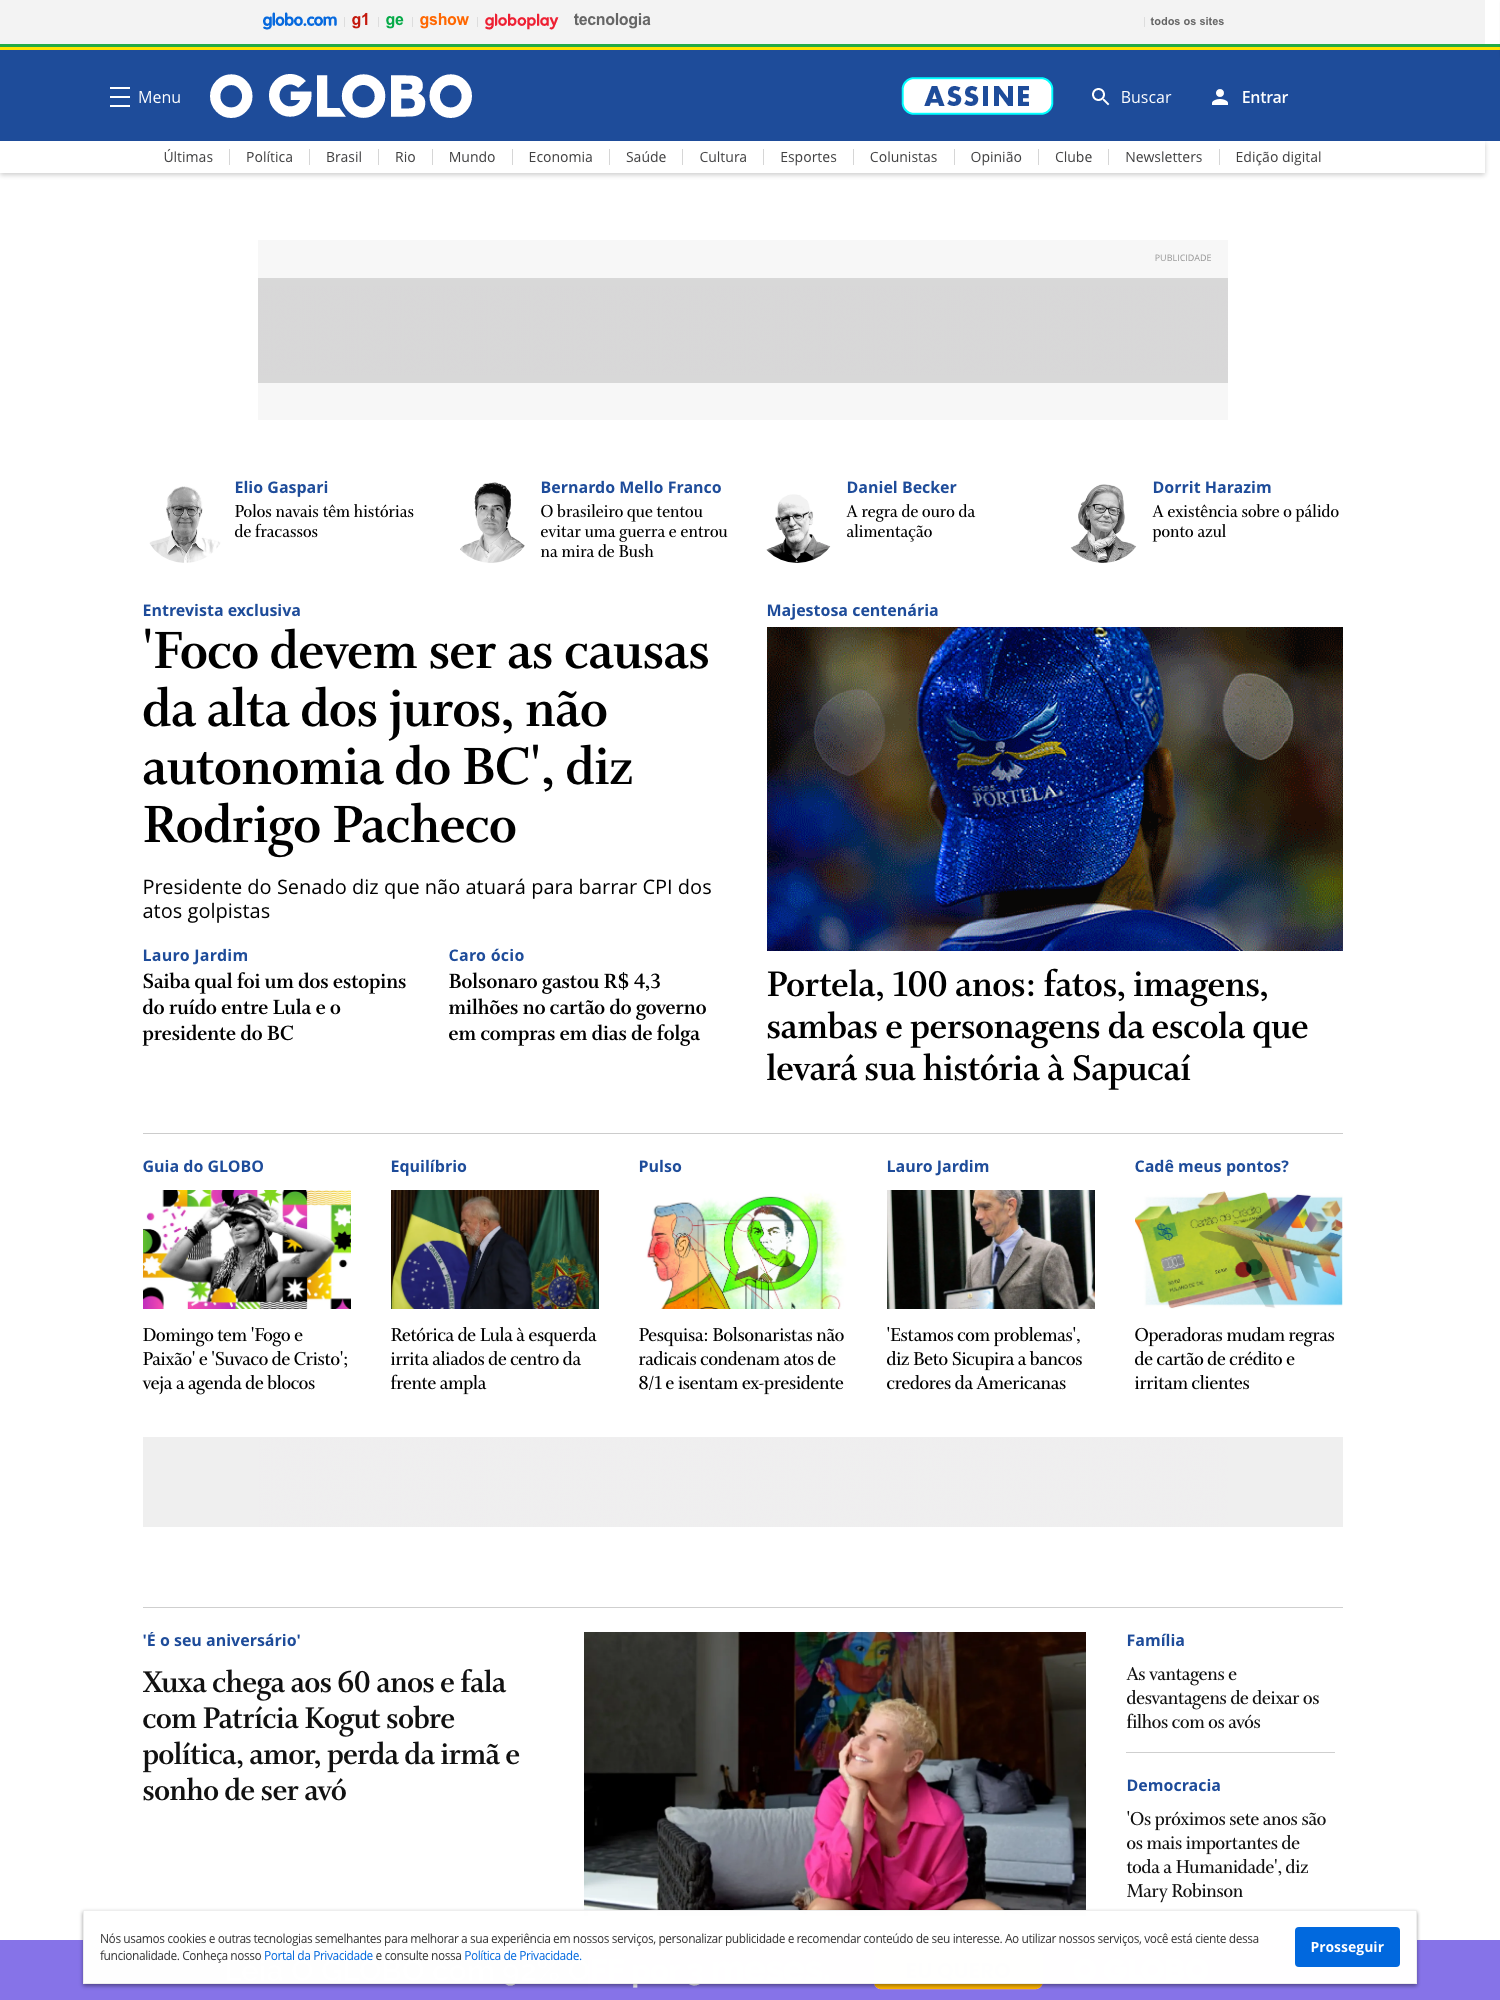 globo.com g1 ge gshow globoplay tecnologia todos os sites
Menu O GLOBO ASSINE Buscar Entrar
Últimas Política Brasil Rio Mundo Economia Saúde Cultura Esportes Colunistas Opinião Clube Newsletters Edição digital
PUBLICIDADE
Elio Gaspari
Polos navais têm histórias
de fracassos
Bernardo Mello Franco
O brasileiro que tentou
evitar uma guerra e entrou
na mira de Bush
Daniel Becker
A regra de ouro da
alimentação
Dorrit Harazim
A existência sobre o pálido
ponto azul
Entrevista exclusiva
'Foco devem ser as causas
da alta dos juros, não
autonomia do BC', diz
Rodrigo Pacheco
Presidente do Senado diz que não atuará para barrar CPI dos
atos golpistas
Lauro Jardim
Saiba qual foi um dos estopins
do ruído entre Lula e o
presidente do BC
Caro ócio
Bolsonaro gastou R$ 4,3
milhões no cartão do governo
em compras em dias de folga
Majestosa centenária
PORTELA
Portela, 100 anos: fatos, imagens,
sambas e personagens da escola que
levará sua história à Sapucaí
Guia do GLOBO
Domingo tem 'Fogo e
Paixão' e 'Suvaco de Cristo';
veja a agenda de blocos
Equilíbrio
Retórica de Lula à esquerda
irrita aliados de centro da
frente ampla
Pulso
Pesquisa: Bolsonaristas não
radicais condenam atos de
8/1 e isentam ex-presidente
Lauro Jardim
'Estamos com problemas',
diz Beto Sicupira a bancos
credores da Americanas
Cadê meus pontos?
Cartão de Crédito
Operadoras mudam regras
de cartão de crédito e
irritam clientes
'É o seu aniversário'
Xuxa chega aos 60 anos e fala
com Patrícia Kogut sobre
política, amor, perda da irmã e
sonho de ser avó
Família
As vantagens e
desvantagens de deixar os
filhos com os avós
Democracia
'Os próximos sete anos são
os mais importantes de
toda a Humanidade', diz
Mary Robinson
Nós usamos cookies e outras tecnologias semelhantes para melhorar a sua experiência em nossos serviços, personalizar publicidade e recomendar conteúdo de seu interesse. Ao utilizar nossos serviços, você está ciente dessa
funcionalidade. Conheça nosso Portal da Privacidade e consulte nossa Política de Privacidade.
Prosseguir